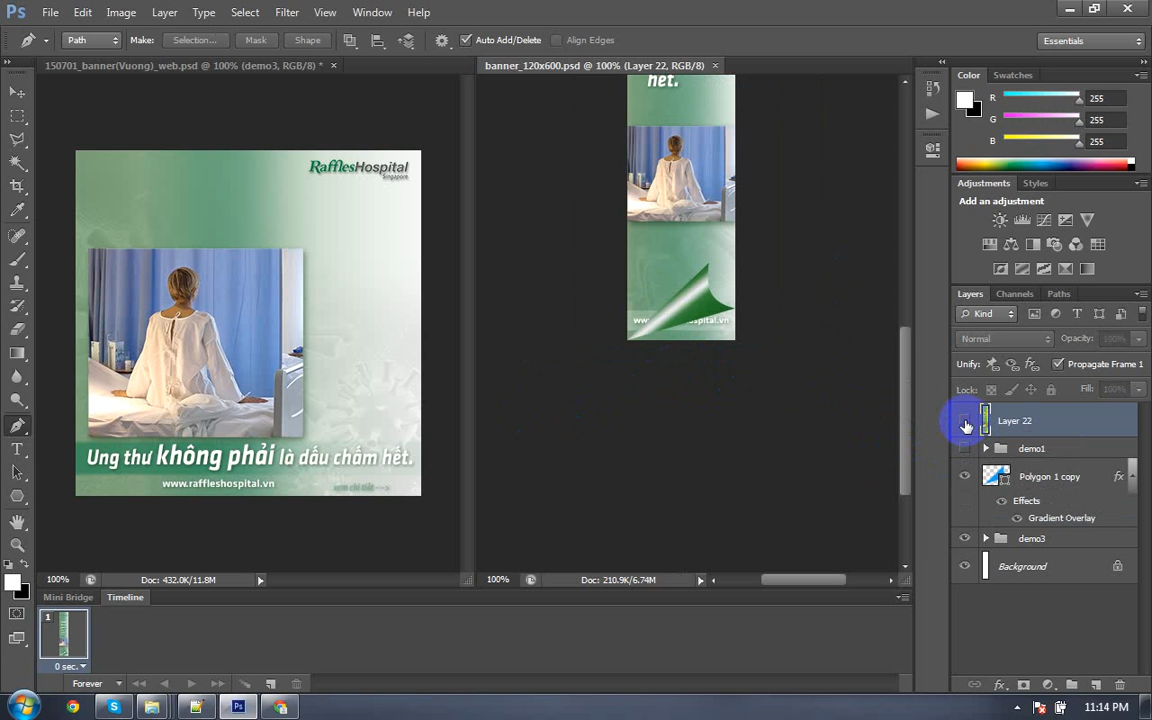 Ps File Edit Image Layer Type Select Filter View Window Help
Path Make: Selection... Mask Shape Auto Add/Delete Align Edges Essentials
150701_banner(Vuong)_web.psd @ 100% (demo3, RGB/8) * × banner_120x600.psd @ 100% (Layer 22, RGB/8) ×
Color Swatches
R 255
G 255
B 255
RafflesHospital
Singapore
hết.
Adjustments Styles
Add an adjustment
Layers Channels Paths
Kind
Normal Opacity: 100%
Unify: Propagate Frame 1
Lock: Fill: 100%
Layer 22
demo1
Polygon 1 copy fx
Effects
Gradient Overlay
demo3
Background
Ung thư không phải là dấu chấm hết.
www.raffleshospital.vn
xem chi tiết
100% Doc: 432.0K/11.8M 100% Doc: 210.9K/6.74M
Mini Bridge Timeline
1
0 sec.
Forever
11:14 PM